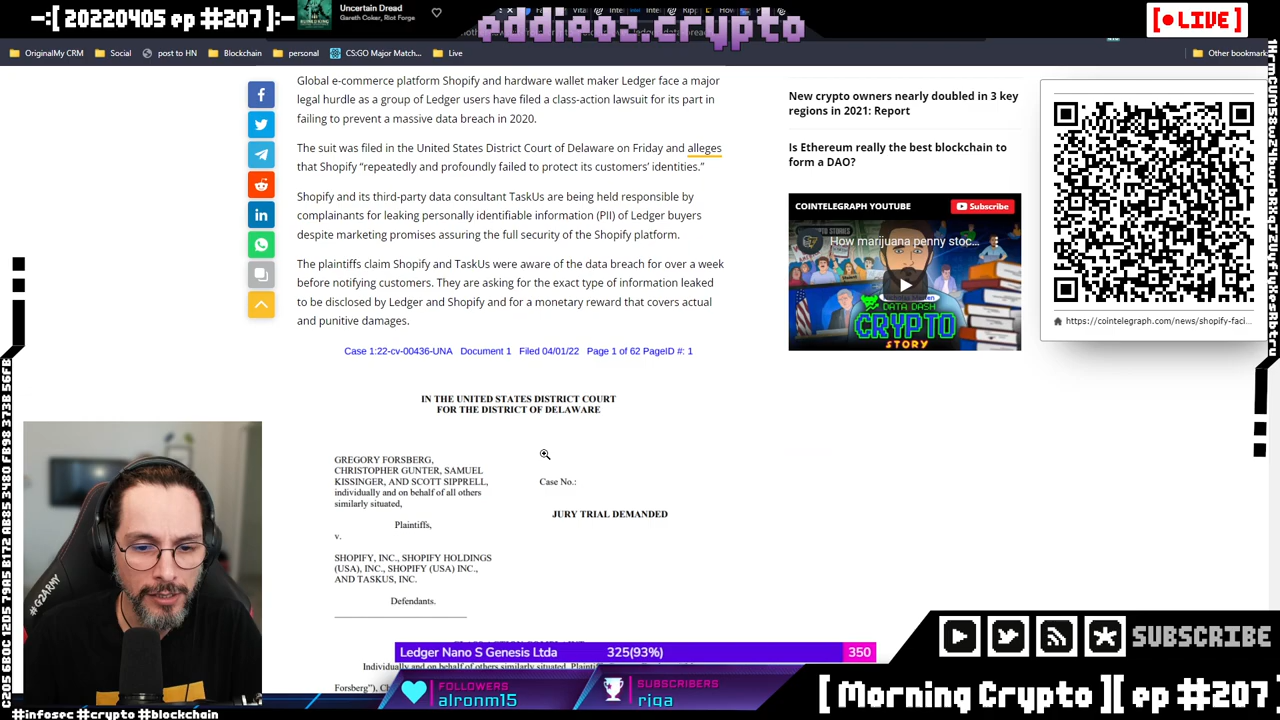 -:[ 20220405 ep #207]:-
Uncertain Dread
Gareth Coker, Riot Forge
eddieoz.crypto
[ LIVE ]
OriginalMy CRM
Social
post to HN
Blockchain
personal
CS:GO Major Match...
Live
Other bookmark
Global e-commerce platform Shopify and hardware wallet maker Ledger face a major
legal hurdle as a group of Ledger users have filed a class-action lawsuit for its part in
failing to prevent a massive data breach in 2020.
The suit was filed in the United States District Court of Delaware on Friday and alleges
that Shopify “repeatedly and profoundly failed to protect its customers’ identities.”
Shopify and its third-party data consultant TaskUs are being held responsible by
complainants for leaking personally identifiable information (PII) of Ledger buyers
despite marketing promises assuring the full security of the Shopify platform.
The plaintiffs claim Shopify and TaskUs were aware of the data breach for over a week
before notifying customers. They are asking for the exact type of information leaked
to be disclosed by Ledger and Shopify and for a monetary reward that covers actual
and punitive damages.
New crypto owners nearly doubled in 3 key
regions in 2021: Report
Is Ethereum really the best blockchain to
form a DAO?
COINTELEGRAPH YOUTUBE
Subscribe
How marijuana penny stoc...
DATA DASH
CRYPTO
STORY
https://cointelegraph.com/news/shopify-faci...
Case 1:22-cv-00436-UNA Document 1 Filed 04/01/22 Page 1 of 62 PageID #: 1
IN THE UNITED STATES DISTRICT COURT
FOR THE DISTRICT OF DELAWARE
GREGORY FORSBERG,
CHRISTOPHER GUNTER, SAMUEL
KISSINGER, AND SCOTT SIPPRELL,
individually and on behalf of all others
similarly situated,
Plaintiffs,
v.
SHOPIFY, INC., SHOPIFY HOLDINGS
(USA), INC., SHOPIFY (USA) INC.,
AND TASKUS, INC.
Defendants.
Case No.:
JURY TRIAL DEMANDED
#G2ARMY
Ledger Nano S Genesis Ltda 325(93%) 350
FOLLOWERS
alronm15
SUBSCRIBERS
riqa
SUBSCRIBE
[ Morning Crypto ][ ep #207 ]
#infosec #crypto #blockchain